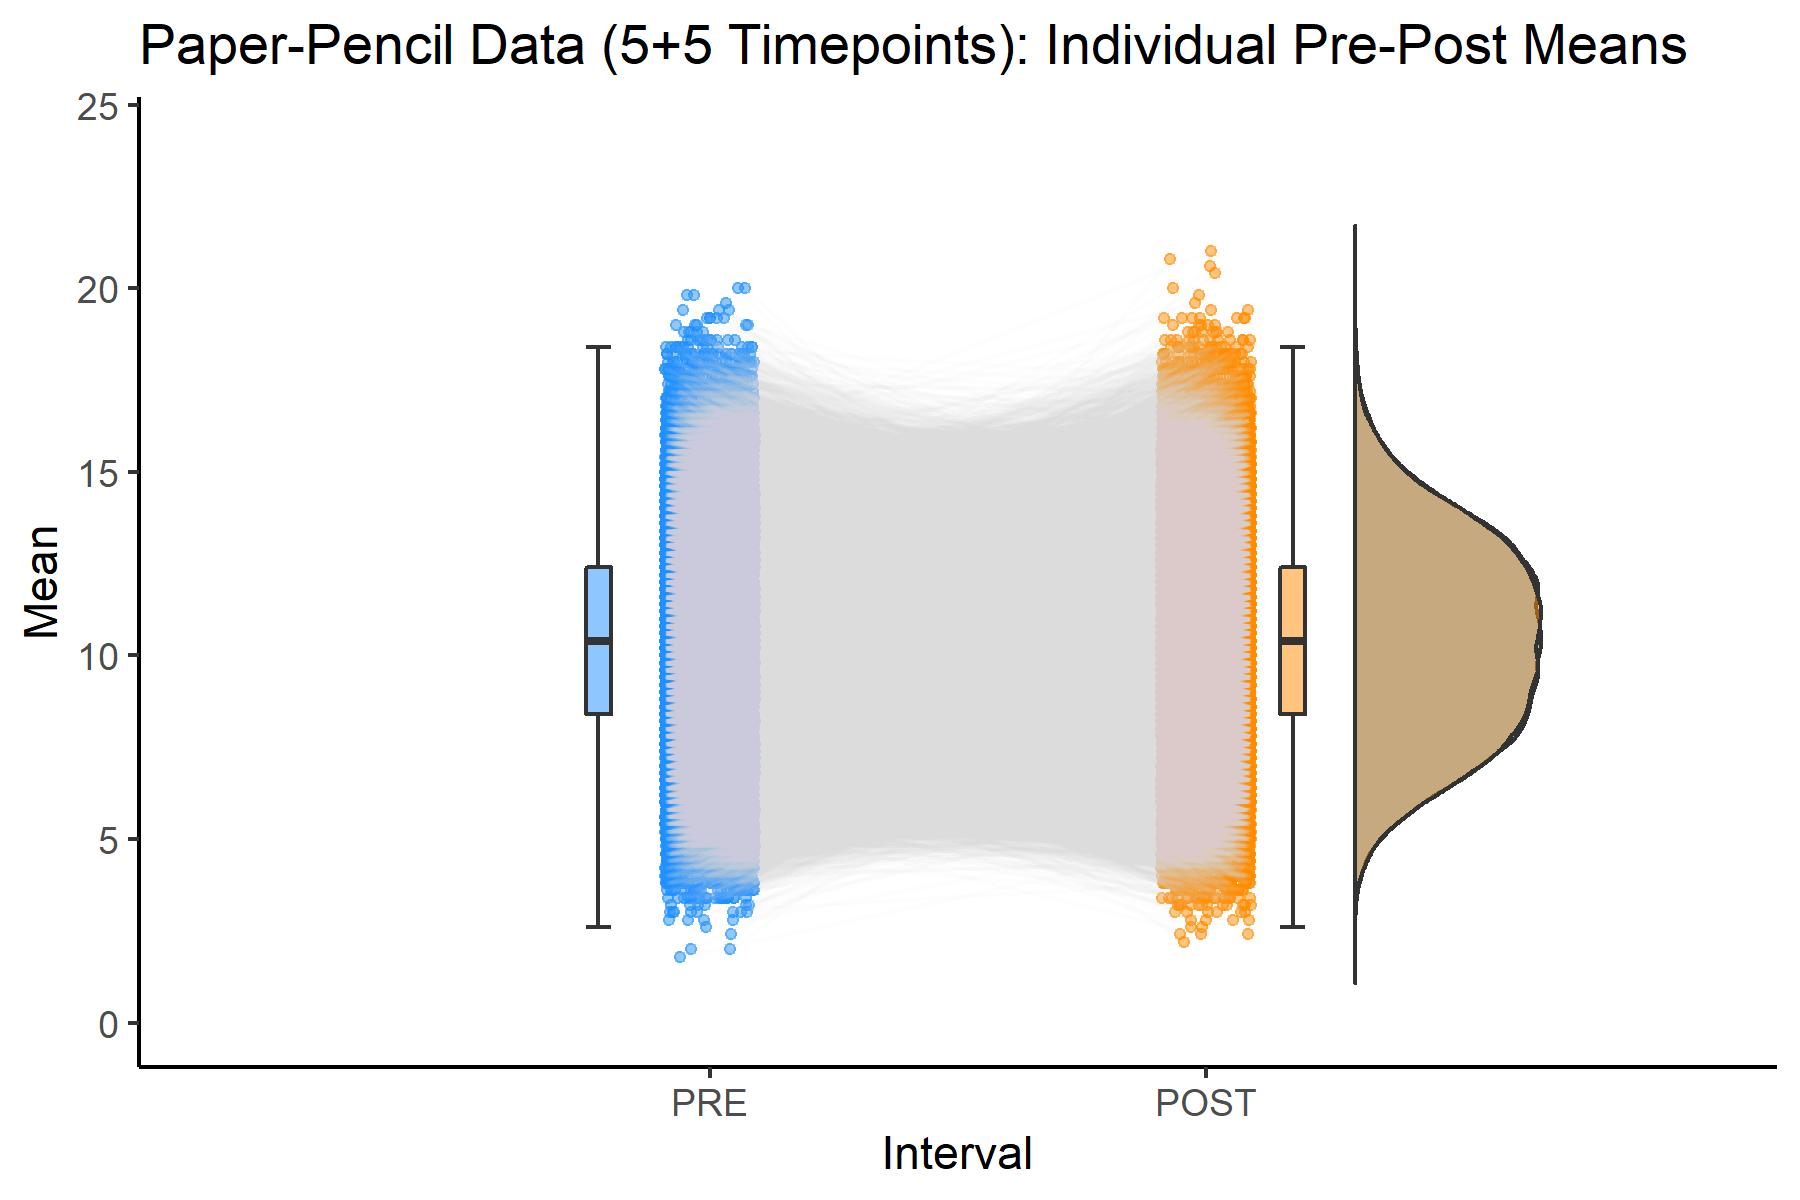 Paper-Pencil Data (5+5 Timepoints): Individual Pre-Post Means
25
20
15
10
5
0
Mean
PRE
POST
Interval